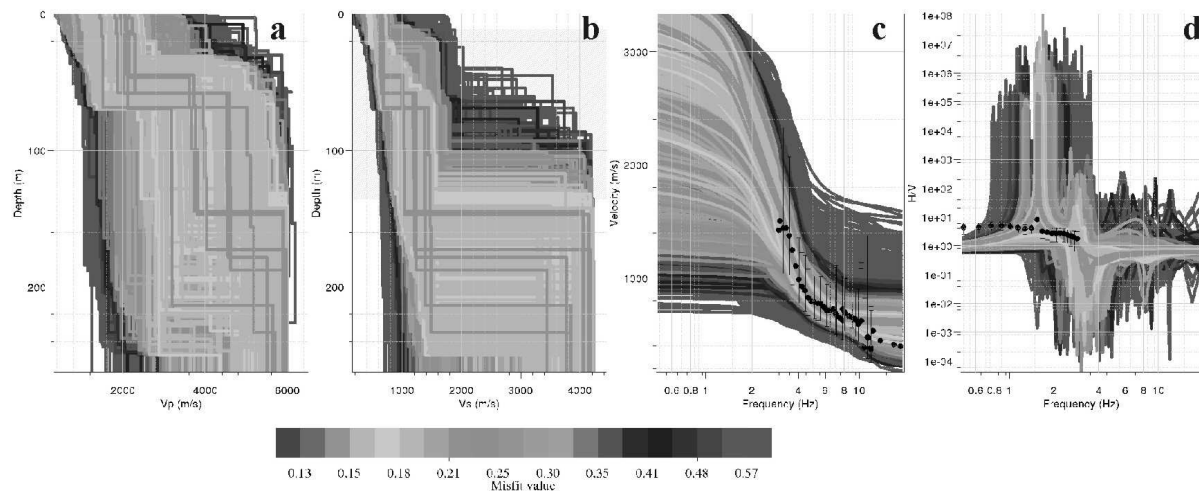 a
0
100
200
Depth (m)
2000 4000 6000
Vp (m/s)
b
0
100
200
Depth (m)
1000 2000 3000 4000
Vs (m/s)
c
3000
2000
1000
Velocity (m/s)
0.6 0.8 1 2 4 6 8 10
Frequency (Hz)
d
1e+08
1e+07
1e+06
1e+05
1e+04
1e+03
1e+02
1e+01
1e+00
1e-01
1e-02
1e-03
1e-04
H/V
0.6 0.8 1 2 4 6 8 10
Frequency (Hz)
0.13 0.15 0.18 0.21 0.25 0.30 0.35 0.41 0.48 0.57
Misfit value